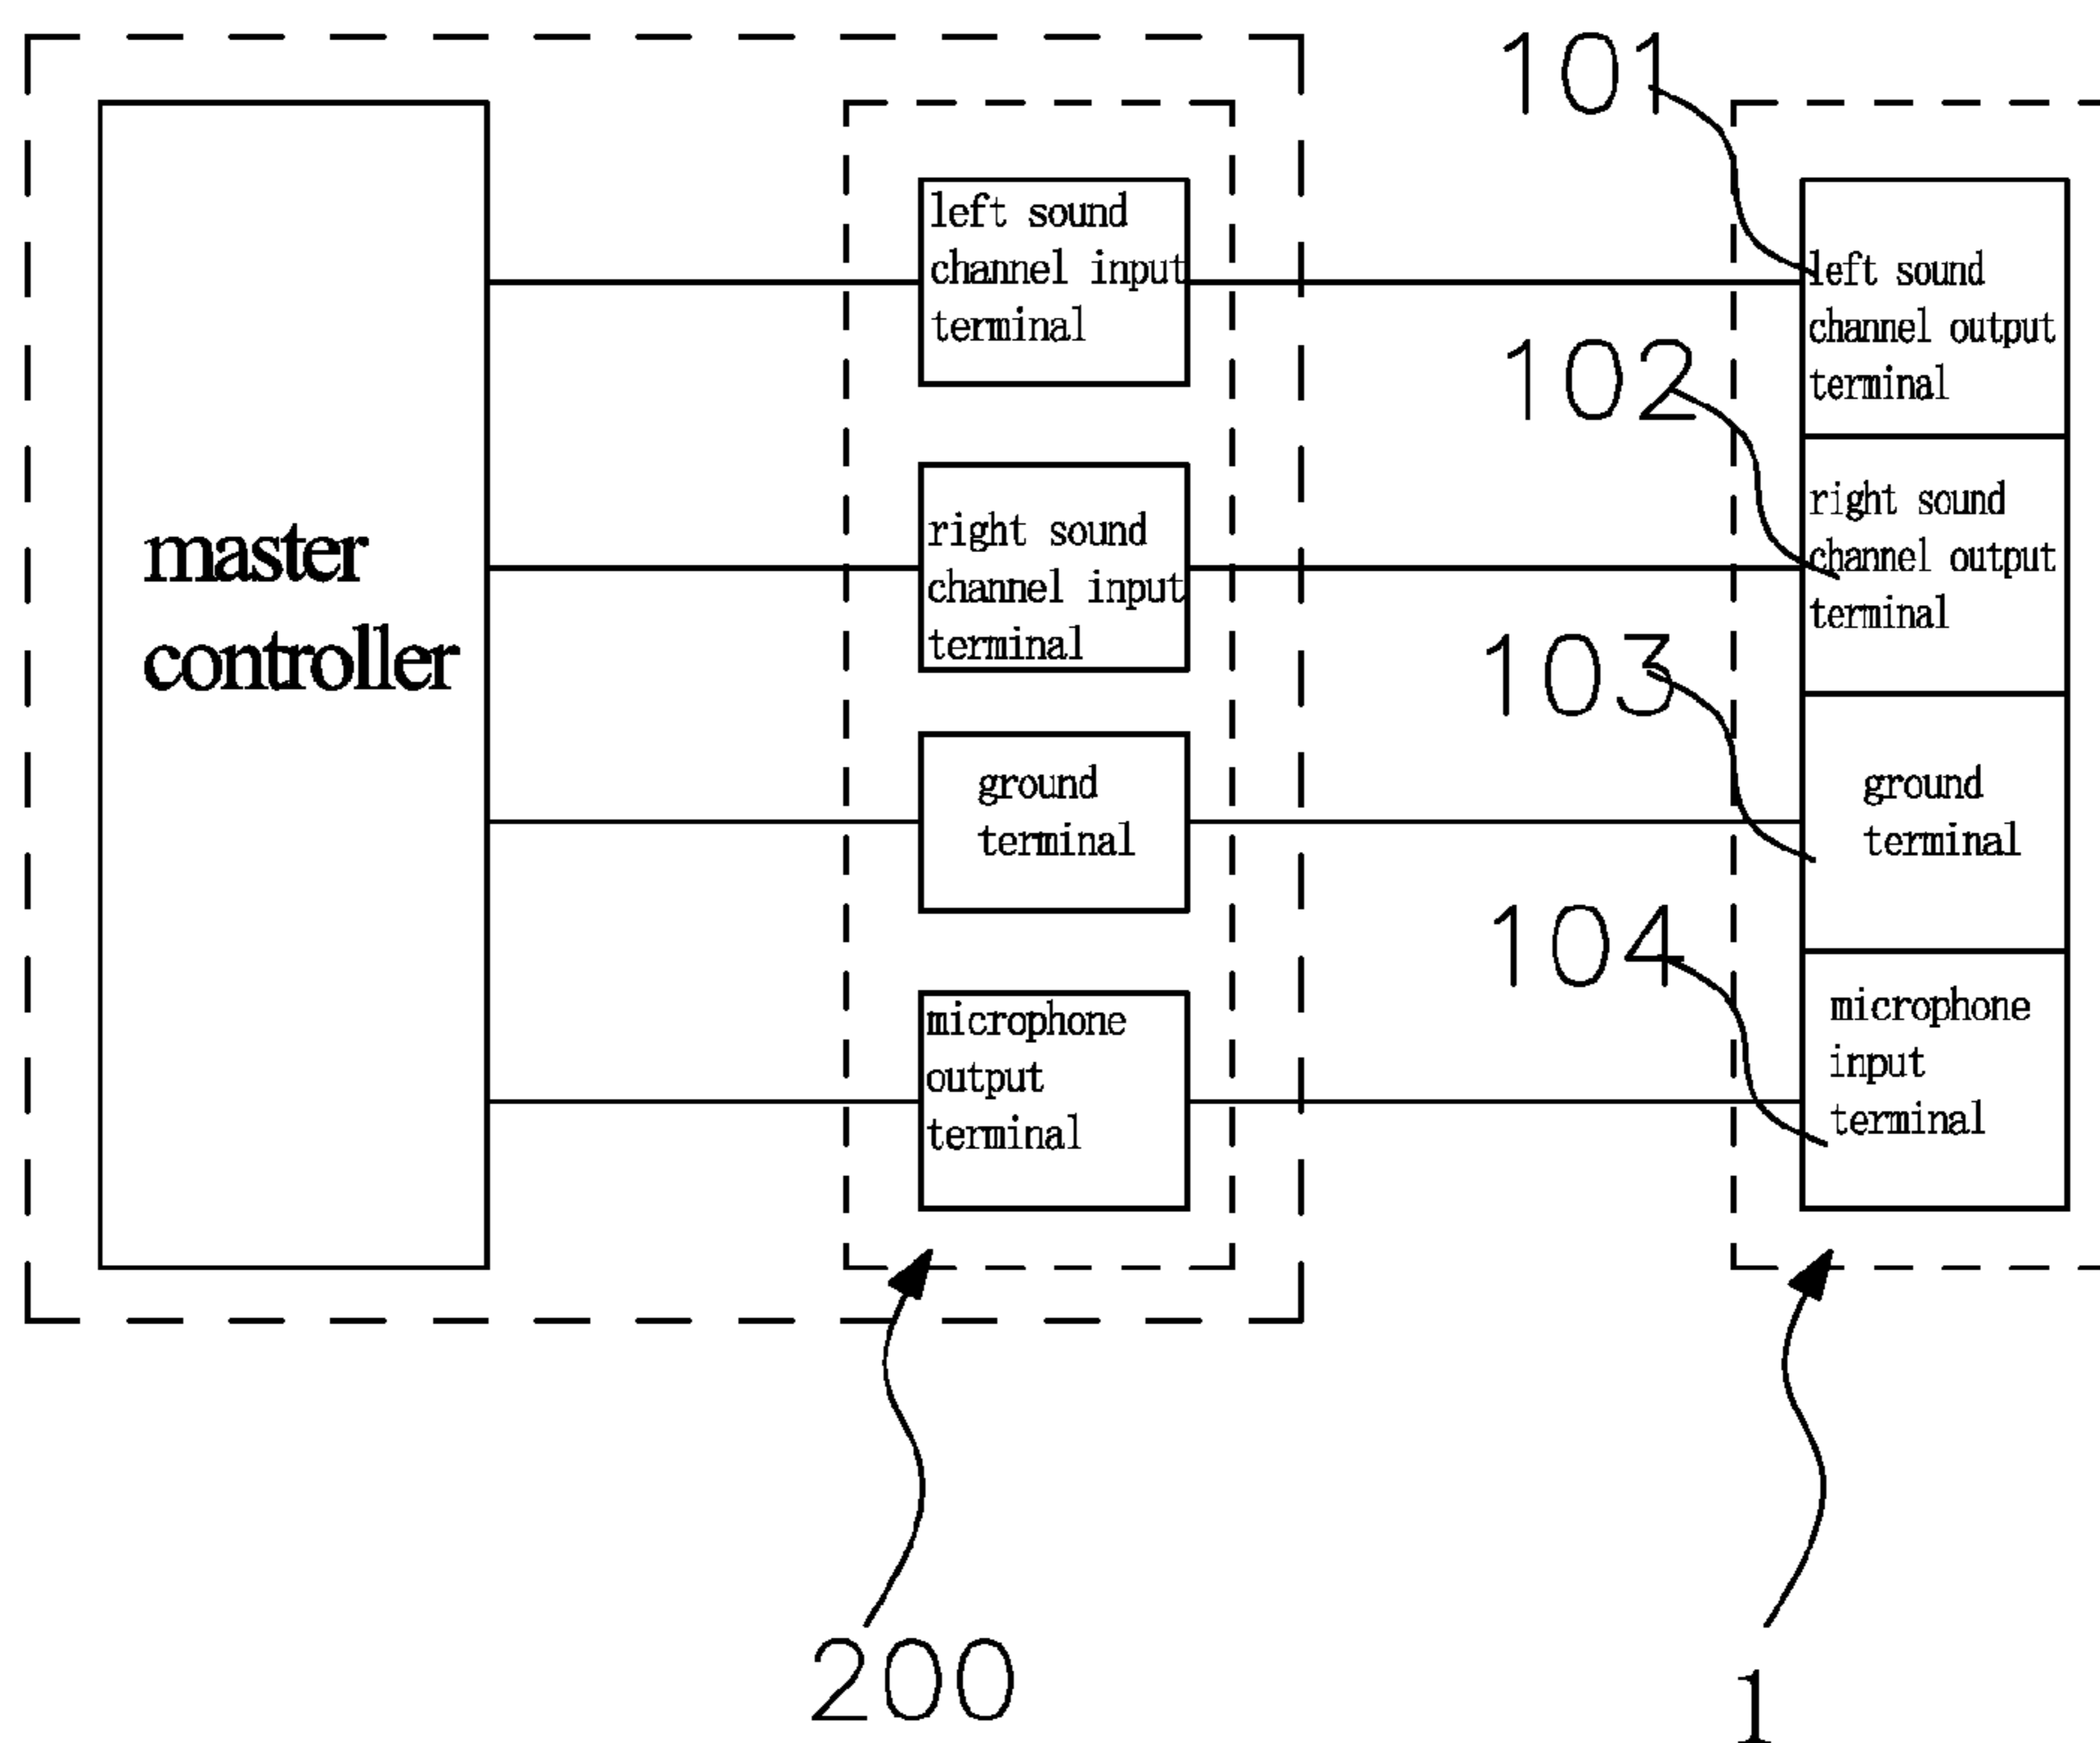 master
controller
left sound
channel input
terminal
right sound
channel input
terminal
ground
terminal
microphone
output
terminal
101
102
103
104
left sound
channel output
terminal
right sound
channel output
terminal
ground
terminal
microphone
input
terminal
200
1